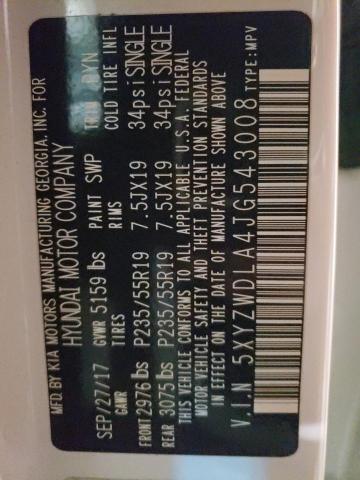 MFD.BY KIA MOTORS MANUFACTURING GEORGIA, INC. FOR
HYUNDAI MOTOR COMPANY
SEP/27/17 GVWR 5159 lbs PAINT SWP TRIM RYN
GAWR TIRES RIMS COLD TIRE INFL
FRONT 2976 lbs P235/55R19 7.5JX19 34psi SINGLE
REAR 3075 lbs P235/55R19 7.5JX19 34psi SINGLE
THIS VEHICLE CONFORMS TO ALL APPLICABLE U.S.A. FEDERAL
MOTOR VEHICLE SAFETY AND THEFT PREVENTION STANDARDS
IN EFFECT ON THE DATE OF MANUFACTURE SHOWN ABOVE
V.I.N 5XYZWDLA4JG543008 TYPE:MPV